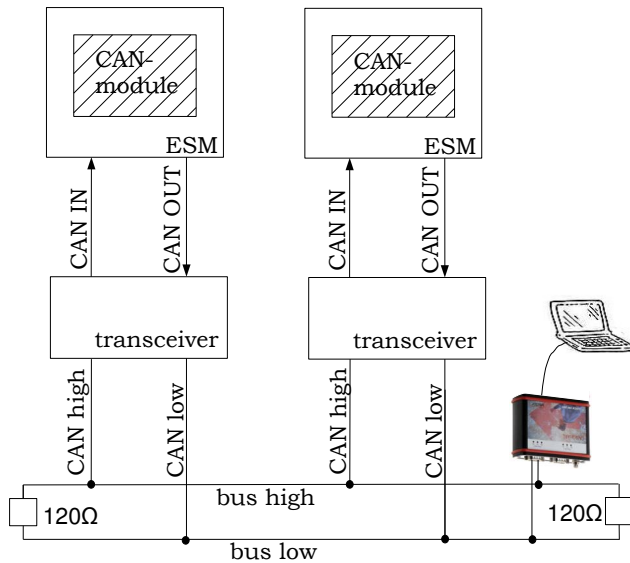 CAN-
module
ESM
CAN-
module
ESM
CAN IN
CAN OUT
CAN IN
CAN OUT
transceiver
transceiver
CAN high
CAN low
CAN high
CAN low
bus high
120Ω
120Ω
bus low